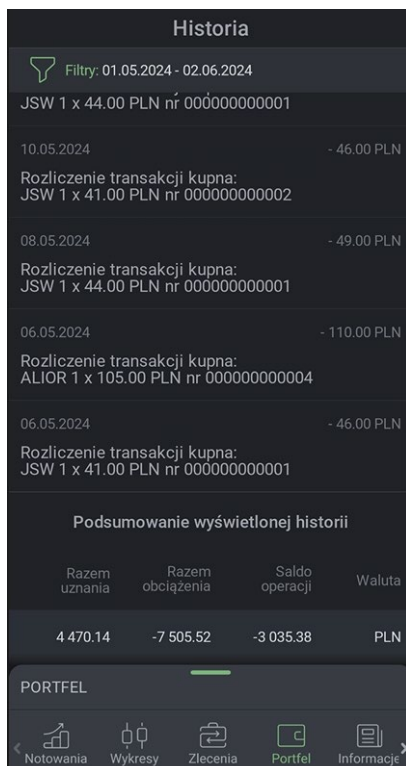 Historia
Filtry: 01.05.2024 - 02.06.2024
JSW 1 x 44.00 PLN nr 000000000001
10.05.2024 - 46.00 PLN
Rozliczenie transakcji kupna:
JSW 1 x 41.00 PLN nr 000000000002
08.05.2024 - 49.00 PLN
Rozliczenie transakcji kupna:
JSW 1 x 44.00 PLN nr 000000000001
06.05.2024 - 110.00 PLN
Rozliczenie transakcji kupna:
ALIOR 1 x 105.00 PLN nr 000000000004
06.05.2024 - 46.00 PLN
Rozliczenie transakcji kupna:
JSW 1 x 41.00 PLN nr 000000000001
Podsumowanie wyświetlonej historii
Razem uznania Razem obciążenia Saldo operacji Waluta
4 470.14 -7 505.52 -3 035.38 PLN
PORTFEL
Notowania Wykresy Zlecenia Portfel Informacje